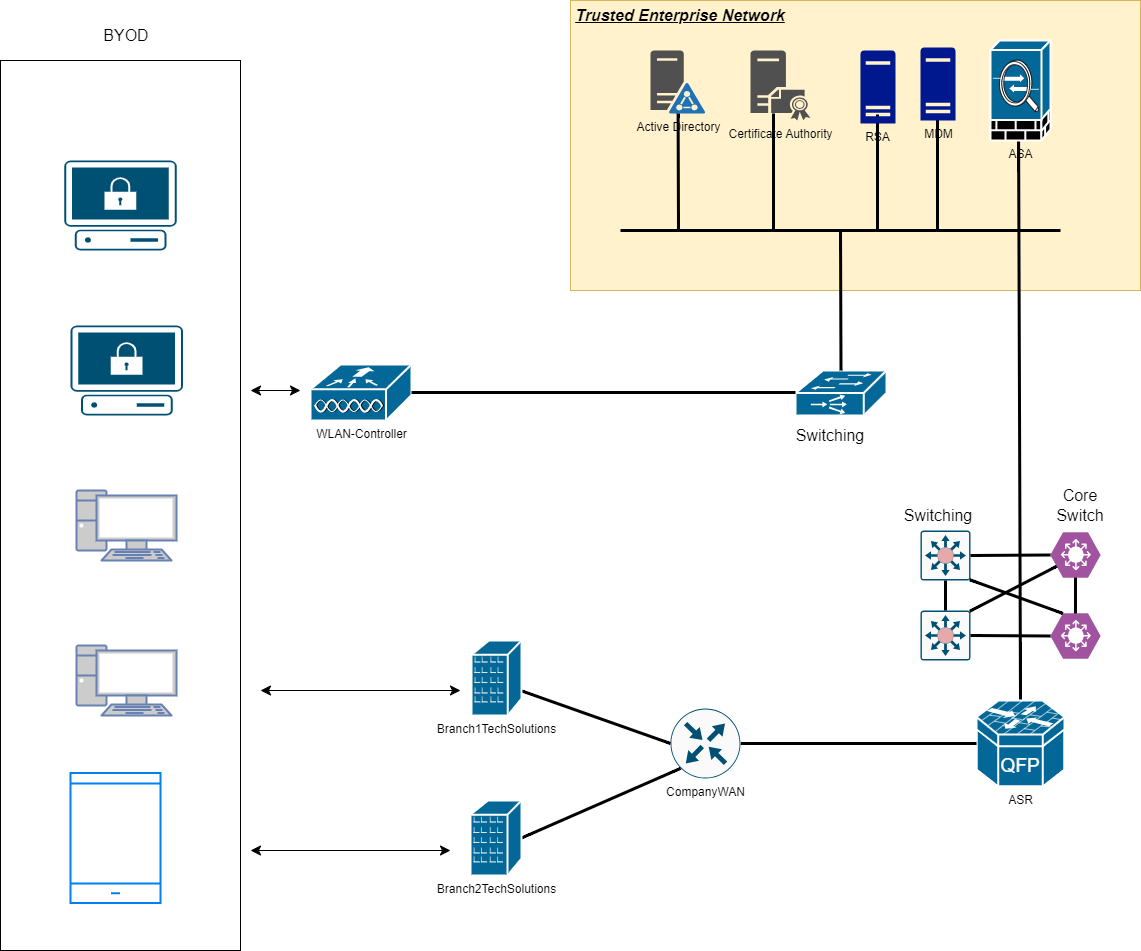 Trusted Enterprise Network
BYOD
Active Directory
Certificate Authority
RSA
MDM
ASA
WLAN-Controller
Switching
Switching
Core
Switch
Branch1TechSolutions
CompanyWAN
QFP
ASR
Branch2TechSolutions